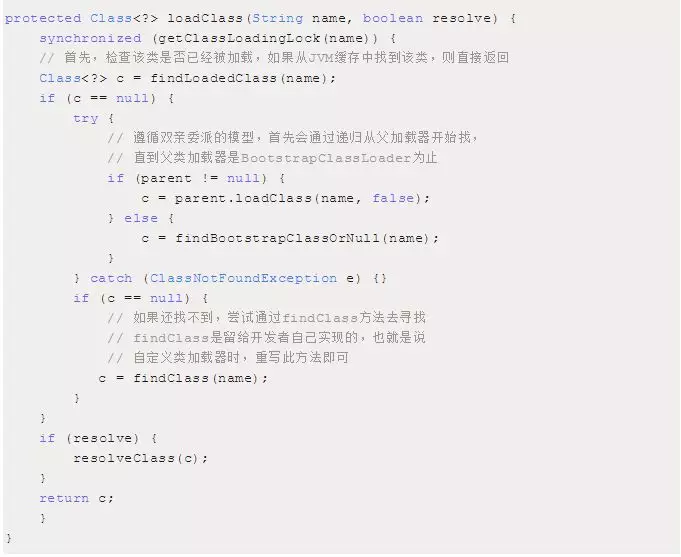 protected Class<?> loadClass(String name, boolean resolve) {
    synchronized (getClassLoadingLock(name)) {
    // 首先，检查该类是否已经被加载，如果从JVM缓存中找到该类，则直接返回
    Class<?> c = findLoadedClass(name);
    if (c == null) {
        try {
            // 遵循双亲委派的模型，首先会通过递归从父加载器开始找，
            // 直到父类加载器是BootstrapClassLoader为止
            if (parent != null) {
                c = parent.loadClass(name, false);
            } else {
                c = findBootstrapClassOrNull(name);
            }
        } catch (ClassNotFoundException e) {}
        if (c == null) {
            // 如果还找不到，尝试通过findClass方法去寻找
            // findClass是留给开发者自己实现的，也就是说
            // 自定义类加载器时，重写此方法即可
           c = findClass(name);
        }
    }
    if (resolve) {
        resolveClass(c);
    }
    return c;
    }
}